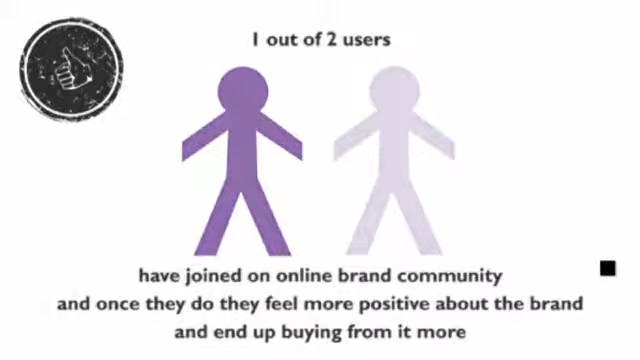 1 out of 2 users
have joined on online brand community
and once they do they feel more positive about the brand
and end up buying from it more